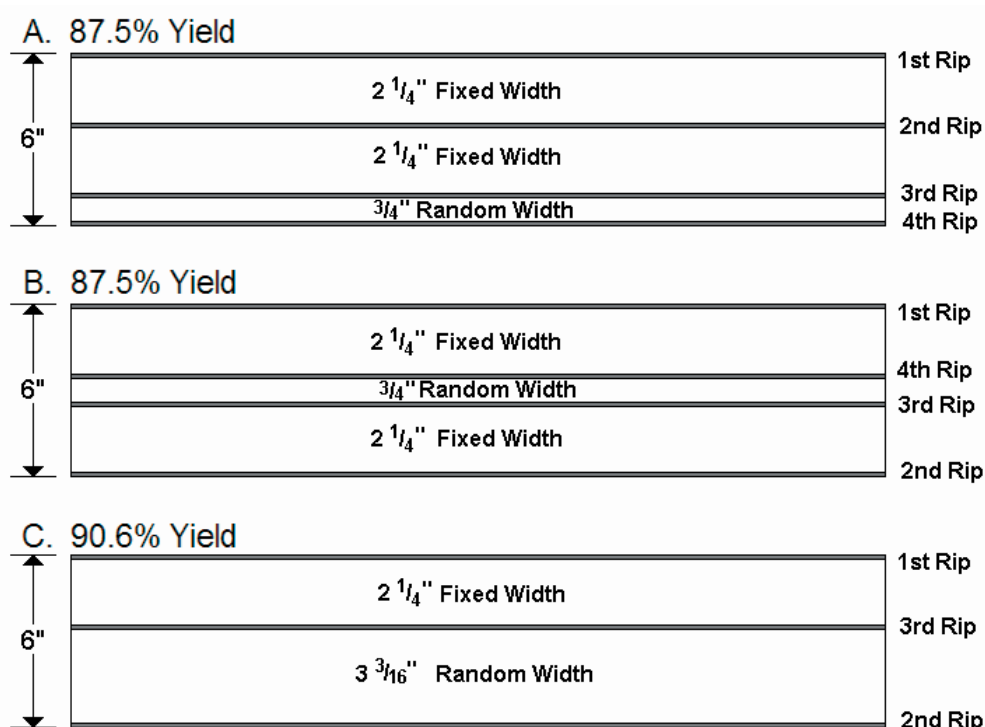 A. 87.5% Yield
1st Rip
2 1/4" Fixed Width
2nd Rip
6"
2 1/4" Fixed Width
3rd Rip
3/4" Random Width
4th Rip
B. 87.5% Yield
1st Rip
2 1/4" Fixed Width
4th Rip
6"
3/4" Random Width
3rd Rip
2 1/4" Fixed Width
2nd Rip
C. 90.6% Yield
1st Rip
2 1/4" Fixed Width
3rd Rip
6"
3 3/16" Random Width
2nd Rip